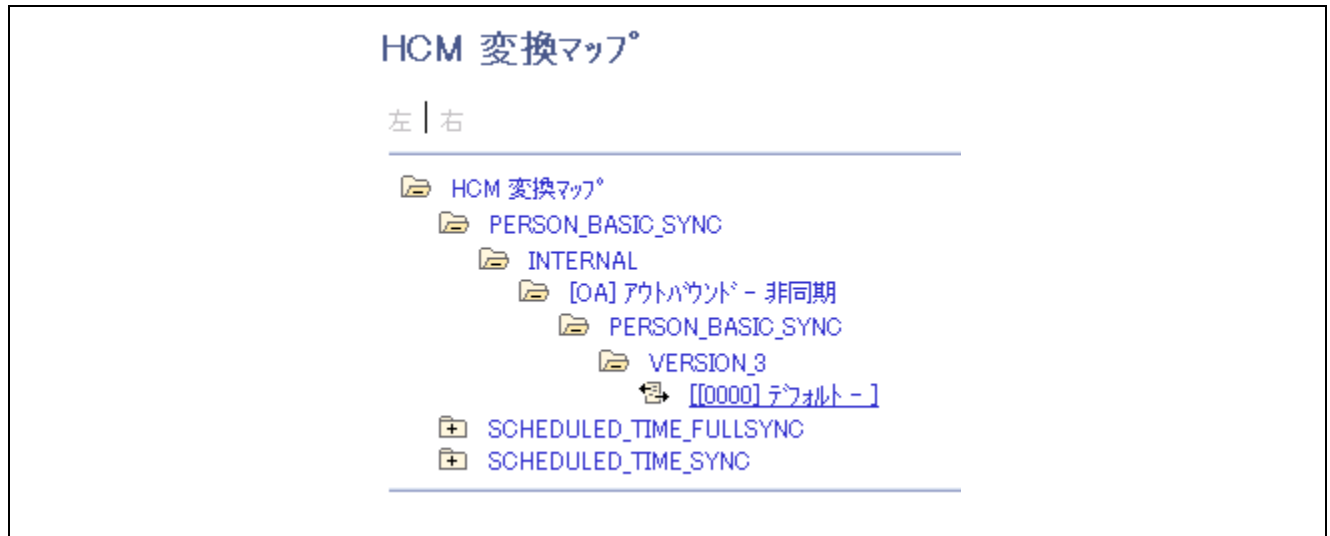 HCM 変換ﾏｯﾌﾟ
左 | 右
HCM 変換ﾏｯﾌﾟ
PERSON_BASIC_SYNC
INTERNAL
[OA] ｱｳﾄﾊﾞｳﾝﾄﾞ - 非同期
PERSON_BASIC_SYNC
VERSION_3
[[0000] ﾃﾞﾌｫﾙﾄ - ]
SCHEDULED_TIME_FULLSYNC
SCHEDULED_TIME_SYNC